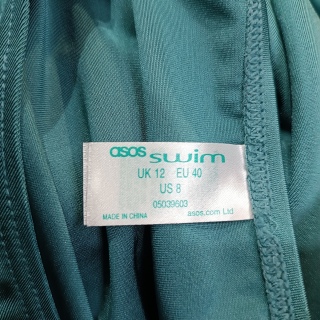 asos swim
UK 12 EU 40
US 8
05039603
MADE IN CHINA asos.com Ltd